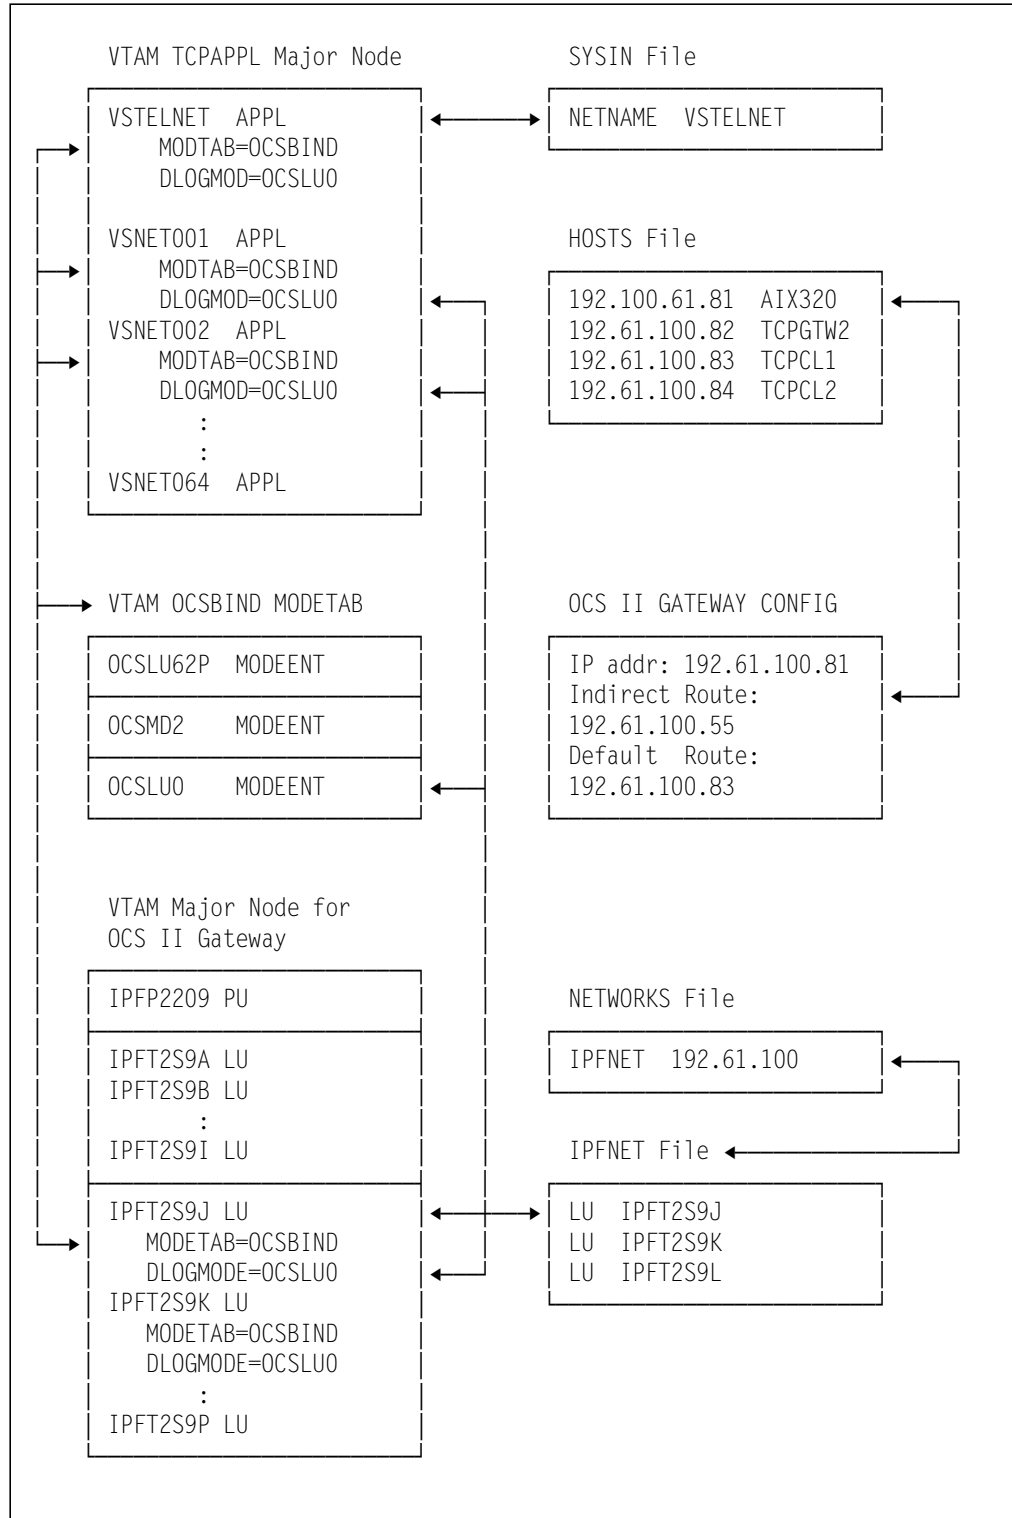 VTAM TCPAPPL Major Node
VSTELNET APPL
MODTAB=OCSBIND
DLOGMOD=OCSLU0
VSNET001 APPL
MODTAB=OCSBIND
DLOGMOD=OCSLU0
VSNET002 APPL
MODTAB=OCSBIND
DLOGMOD=OCSLU0
:
:
VSNET064 APPL
SYSIN File
NETNAME VSTELNET
HOSTS File
192.100.61.81 AIX320
192.61.100.82 TCPGTW2
192.61.100.83 TCPCL1
192.61.100.84 TCPCL2
VTAM OCSBIND MODETAB
OCSLU62P MODEENT
OCSMD2 MODEENT
OCSLU0 MODEENT
OCS II GATEWAY CONFIG
IP addr: 192.61.100.81
Indirect Route:
192.61.100.55
Default Route:
192.61.100.83
VTAM Major Node for
OCS II Gateway
IPFP2209 PU
IPFT2S9A LU
IPFT2S9B LU
:
IPFT2S9I LU
IPFT2S9J LU
MODETAB=OCSBIND
DLOGMODE=OCSLU0
IPFT2S9K LU
MODETAB=OCSBIND
DLOGMODE=OCSLU0
:
IPFT2S9P LU
NETWORKS File
IPFNET 192.61.100
IPFNET File
LU IPFT2S9J
LU IPFT2S9K
LU IPFT2S9L